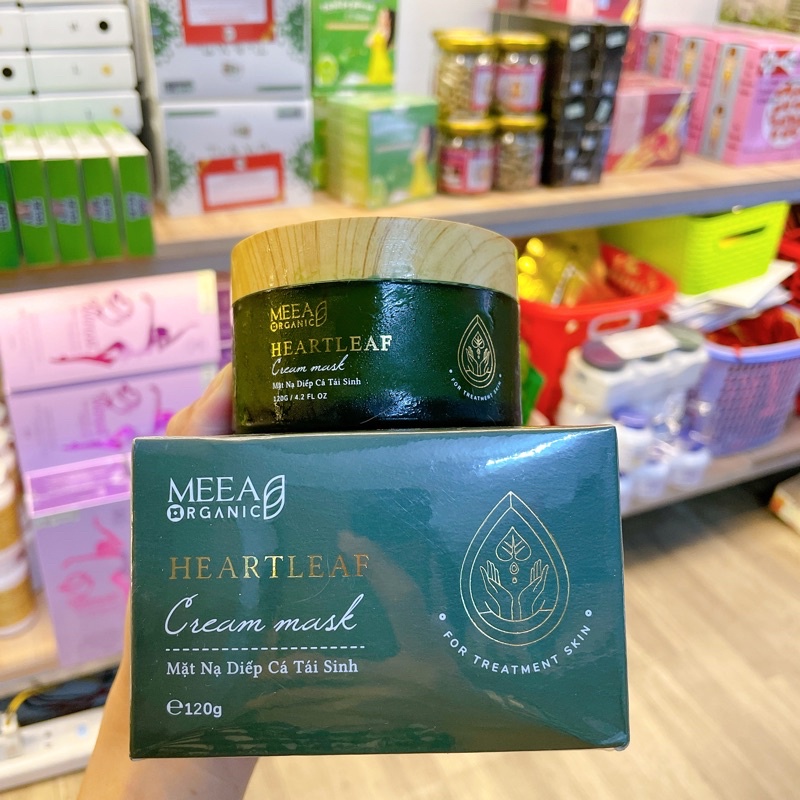 MEEA
ORGANIC
HEARTLEAF
Cream mask
Mặt Nạ Diếp Cá Tái Sinh
120G / 4.2 FL OZ
• FOR TREATMENT SKIN •
MEEA
ORGANIC
HEARTLEAF
Cream mask
Mặt Nạ Diếp Cá Tái Sinh
℮120g
FOR TREATMENT SKIN